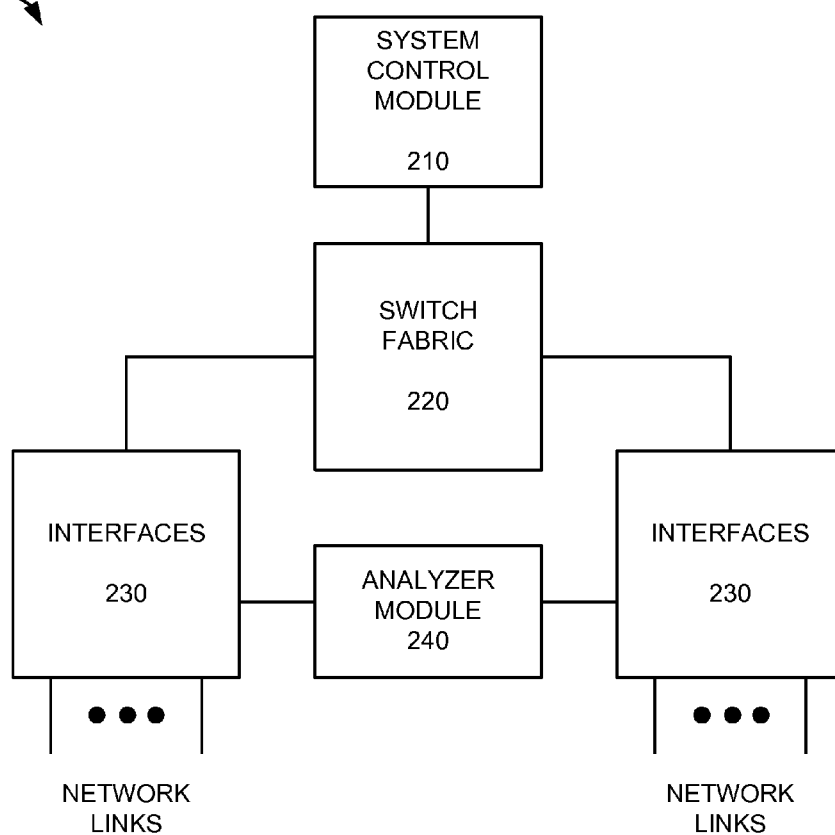 SYSTEM
CONTROL
MODULE
210
SWITCH
FABRIC
220
INTERFACES
230
ANALYZER
MODULE
240
INTERFACES
230
NETWORK
LINKS
NETWORK
LINKS